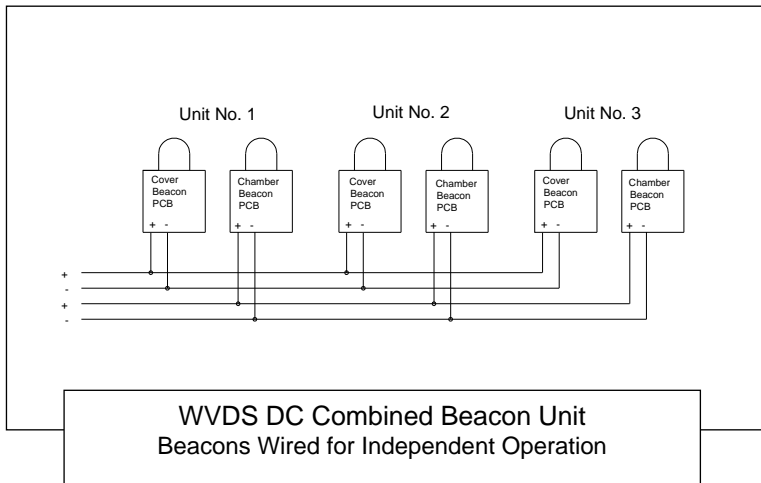 Unit No. 1
Unit No. 2
Unit No. 3
Cover
Beacon
PCB
+ -
Chamber
Beacon
PCB
+ -
Cover
Beacon
PCB
+ -
Chamber
Beacon
PCB
+ -
Cover
Beacon
PCB
+ -
Chamber
Beacon
PCB
+ -
+
-
+
-
WVDS DC Combined Beacon Unit
Beacons Wired for Independent Operation